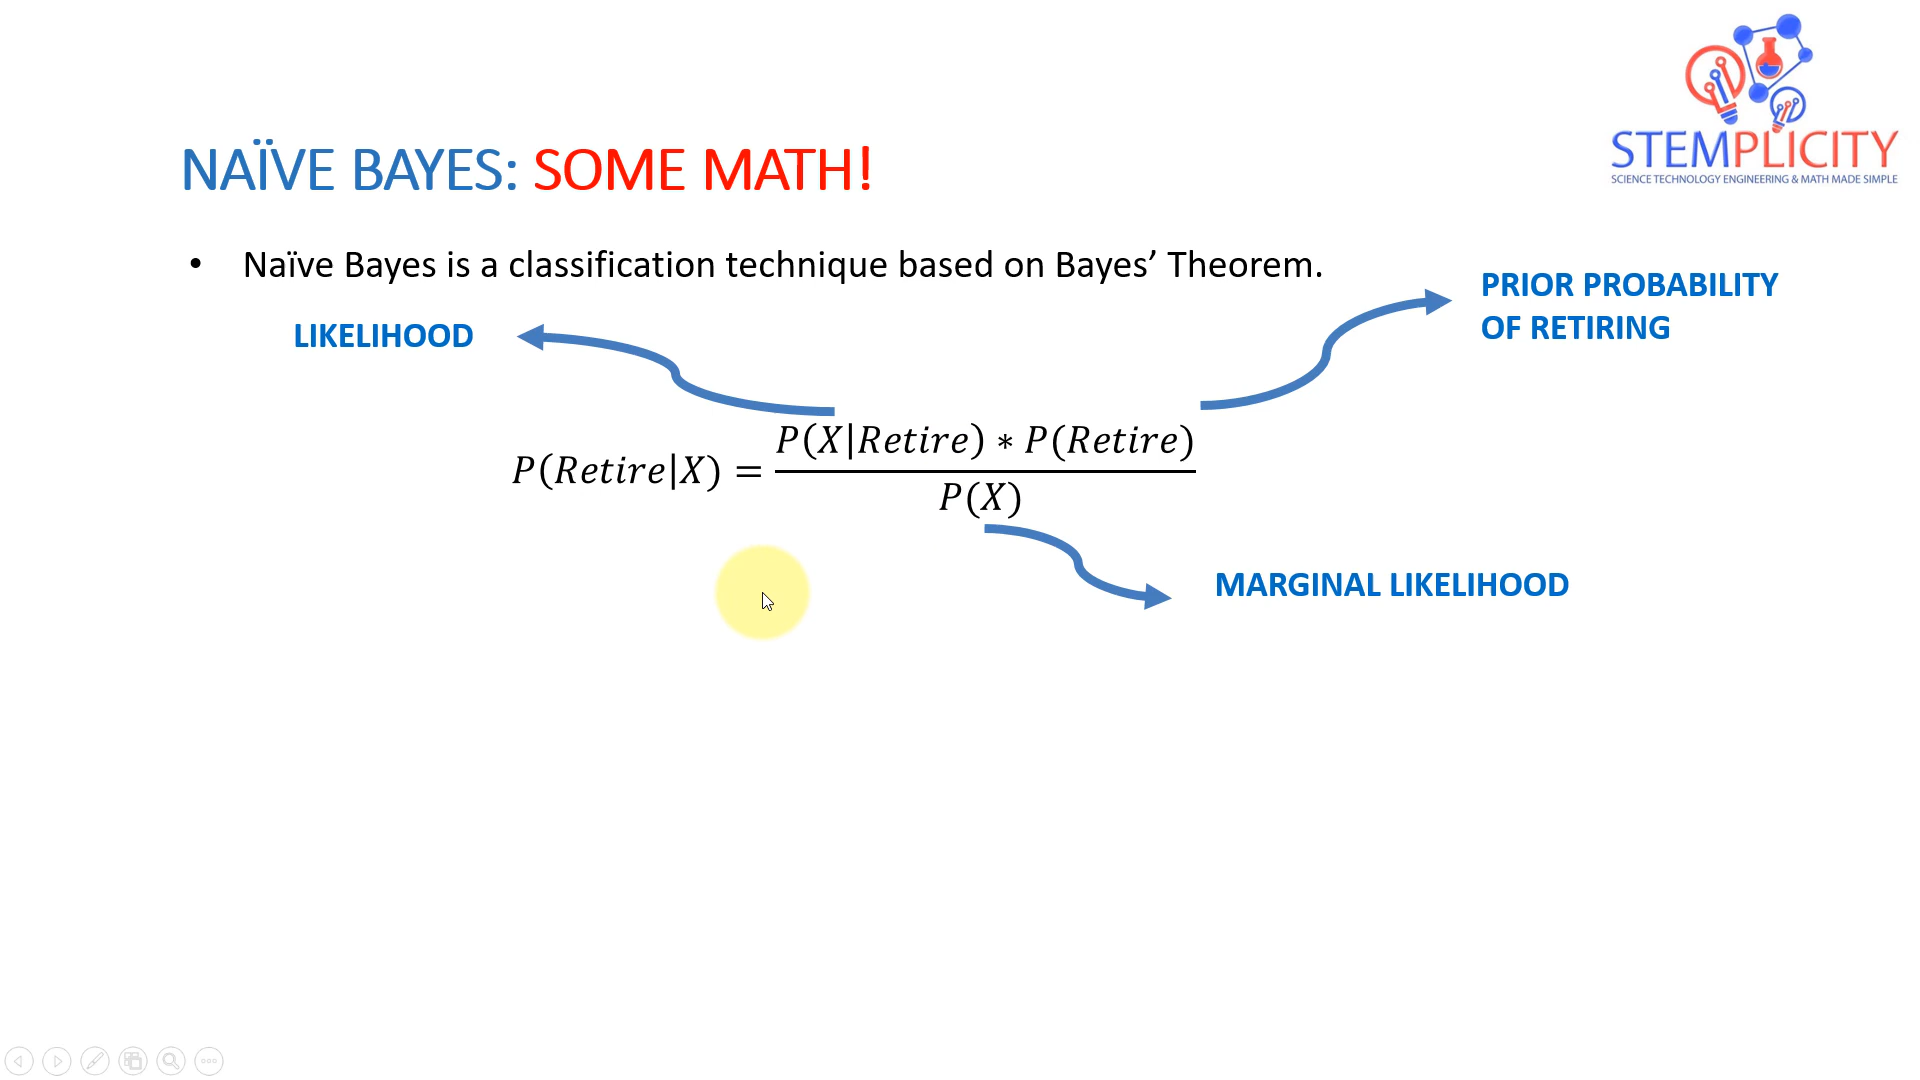 STEMPLICITY
SCIENCE TECHNOLOGY ENGINEERING & MATH MADE SIMPLE
NAÏVE BAYES: SOME MATH!
• Naïve Bayes is a classification technique based on Bayes’ Theorem.
PRIOR PROBABILITY
OF RETIRING
LIKELIHOOD
P(Retire|X) = P(X|Retire) ∗ P(Retire)
P(X)
MARGINAL LIKELIHOOD